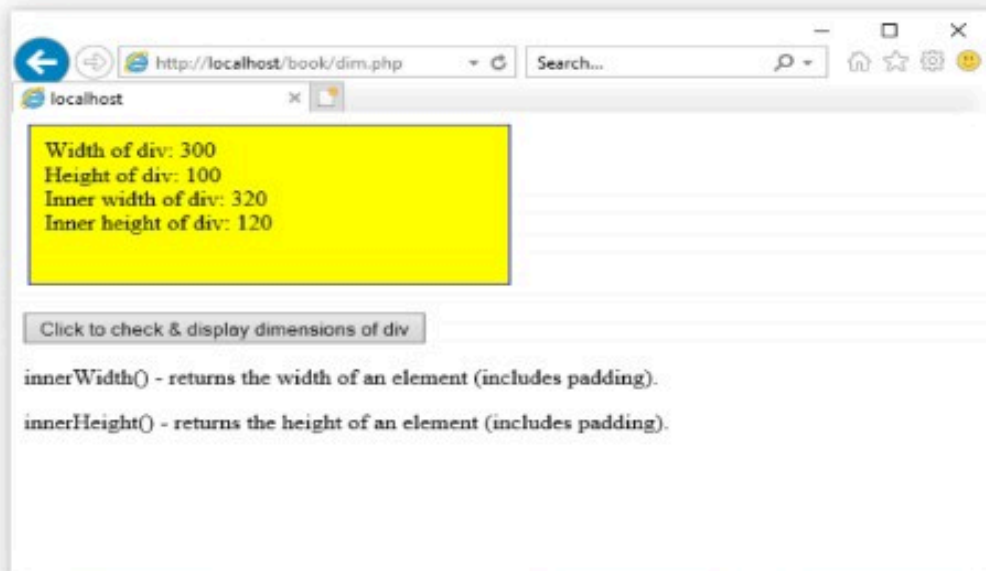 http://localhost/book/dim.php
Search...
localhost
Width of div: 300
Height of div: 100
Inner width of div: 320
Inner height of div: 120
Click to check & display dimensions of div
innerWidth() - returns the width of an element (includes padding).
innerHeight() - returns the height of an element (includes padding).